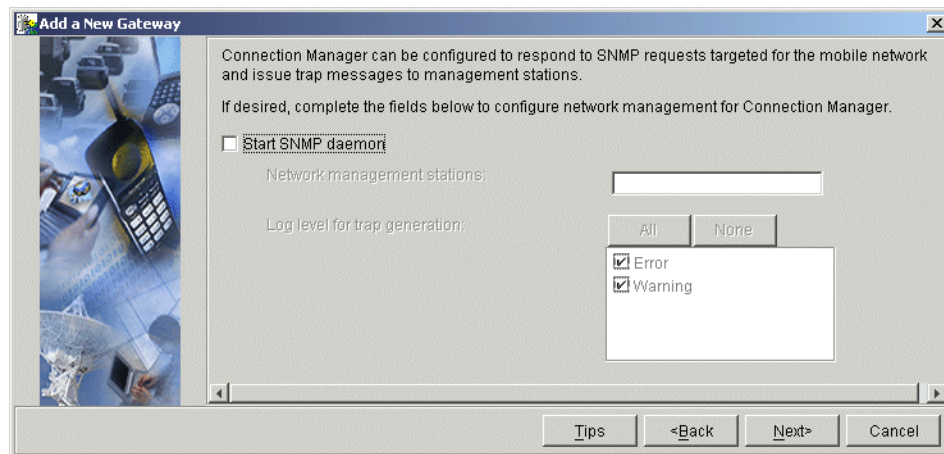 Add a New Gateway
Connection Manager can be configured to respond to SNMP requests targeted for the mobile network
and issue trap messages to management stations.
If desired, complete the fields below to configure network management for Connection Manager.
Start SNMP daemon
Network management stations:
Log level for trap generation:
All None
Error
Warning
Tips <Back Next> Cancel